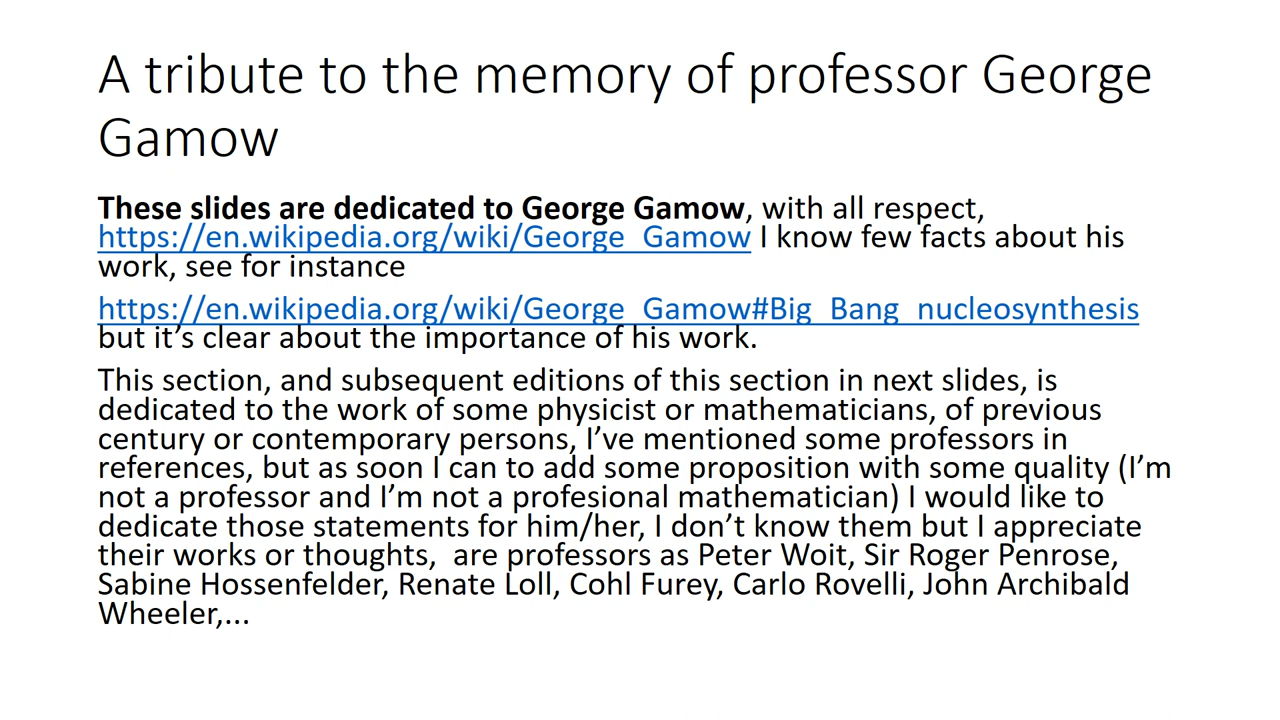 A tribute to the memory of professor George
Gamow
These slides are dedicated to George Gamow, with all respect,
https://en.wikipedia.org/wiki/George_Gamow I know few facts about his
work, see for instance
https://en.wikipedia.org/wiki/George_Gamow#Big_Bang_nucleosynthesis
but it’s clear about the importance of his work.
This section, and subsequent editions of this section in next slides, is
dedicated to the work of some physicist or mathematicians, of previous
century or contemporary persons, I’ve mentioned some professors in
references, but as soon I can to add some proposition with some quality (I’m
not a professor and I’m not a profesional mathematician) I would like to
dedicate those statements for him/her, I don’t know them but I appreciate
their works or thoughts,  are professors as Peter Woit, Sir Roger Penrose,
Sabine Hossenfelder, Renate Loll, Cohl Furey, Carlo Rovelli, John Archibald
Wheeler,...